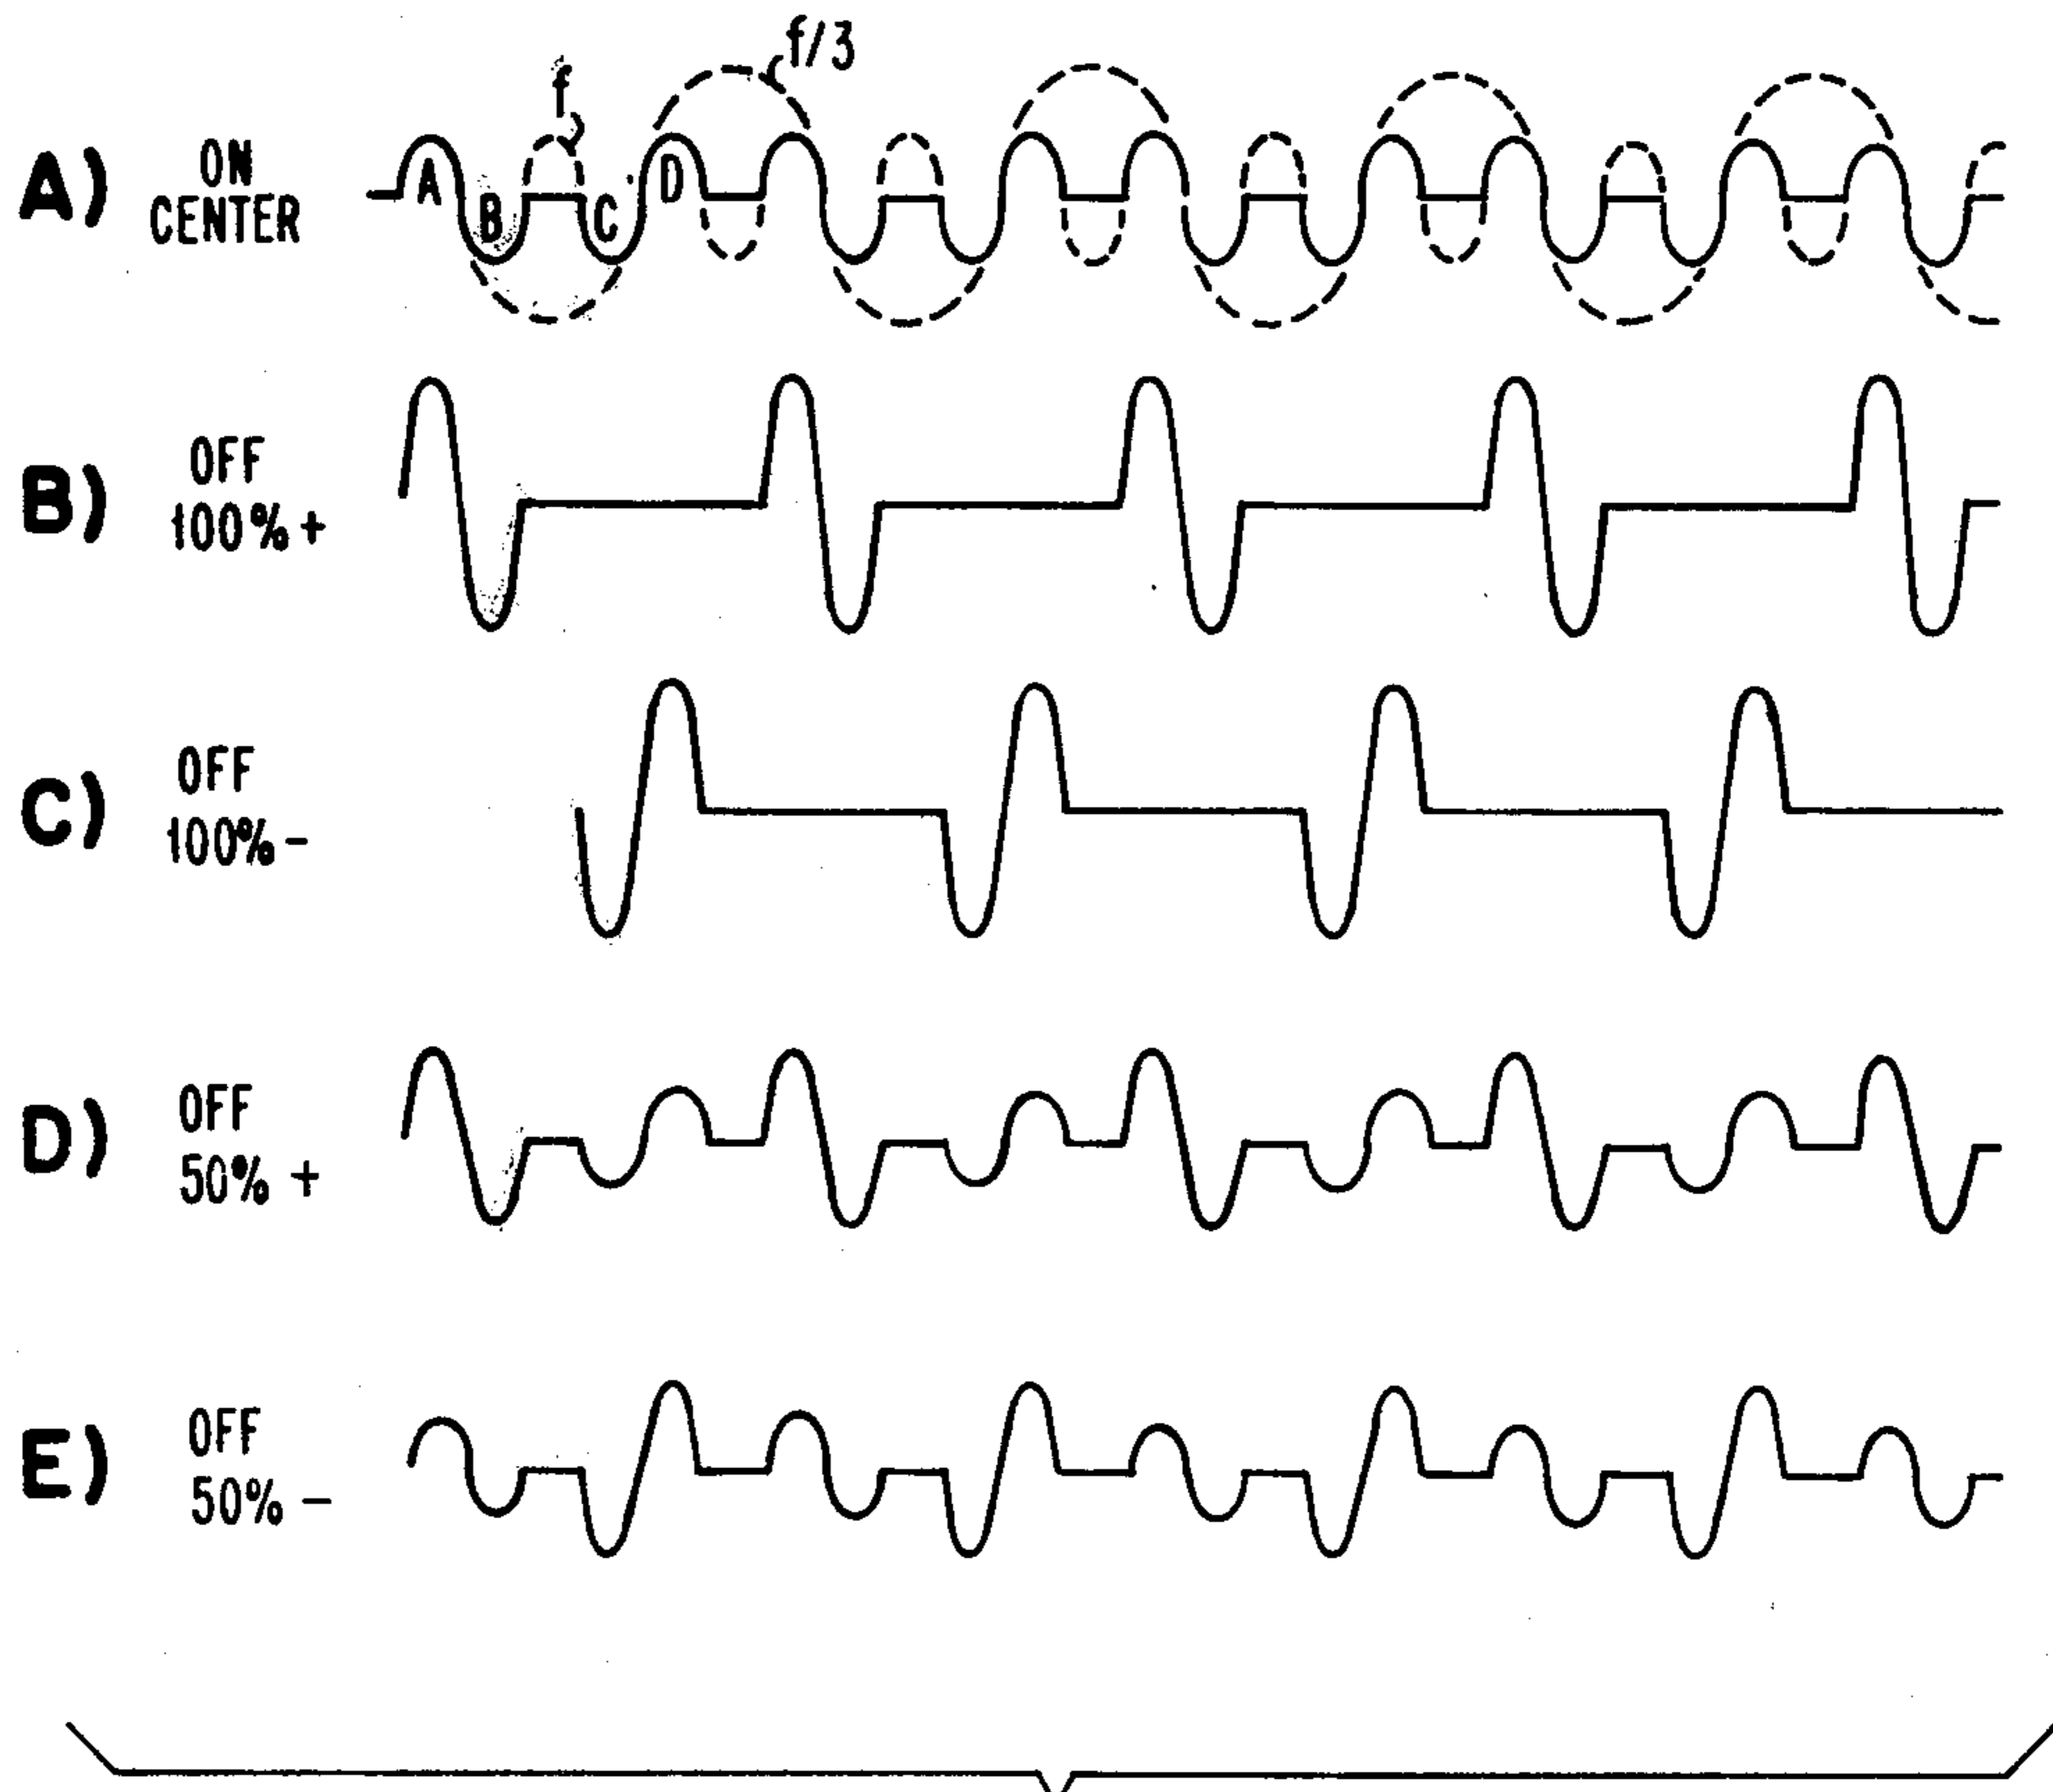 f/3
f
A) ON CENTER
A B C D
B) OFF 100% +
C) OFF 100% -
D) OFF 50% +
E) OFF 50% -